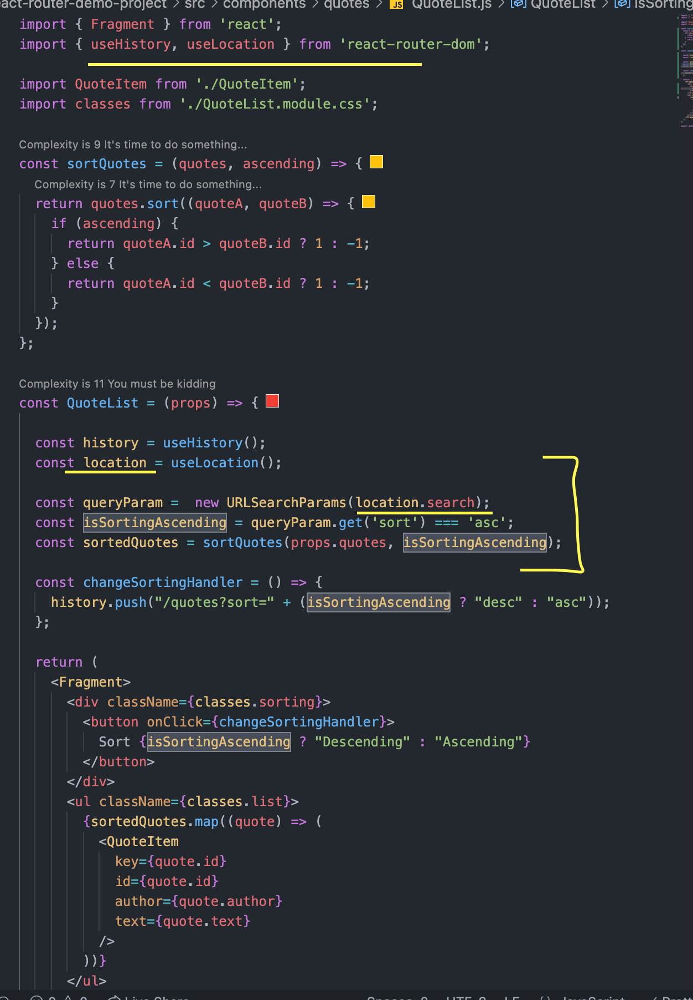 react-router-demo-project > src > components > quotes > JS QuoteList.js > QuoteList > isSorting
import { Fragment } from 'react';
import { useHistory, useLocation } from 'react-router-dom';
import QuoteItem from './QuoteItem';
import classes from './QuoteList.module.css';
Complexity is 9 It's time to do something...
const sortQuotes = (quotes, ascending) => {
Complexity is 7 It's time to do something...
return quotes.sort((quoteA, quoteB) => {
if (ascending) {
return quoteA.id > quoteB.id ? 1 : -1;
} else {
return quoteA.id < quoteB.id ? 1 : -1;
}
});
};
Complexity is 11 You must be kidding
const QuoteList = (props) => {
const history = useHistory();
const location = useLocation();
const queryParam =  new URLSearchParams(location.search);
const isSortingAscending = queryParam.get('sort') === 'asc';
const sortedQuotes = sortQuotes(props.quotes, isSortingAscending);
const changeSortingHandler = () => {
history.push("/quotes?sort=" + (isSortingAscending ? "desc" : "asc"));
};
return (
<Fragment>
<div className={classes.sorting}>
<button onClick={changeSortingHandler}>
Sort {isSortingAscending ? "Descending" : "Ascending"}
</button>
</div>
<ul className={classes.list}>
{sortedQuotes.map((quote) => (
<QuoteItem
key={quote.id}
id={quote.id}
author={quote.author}
text={quote.text}
/>
))}
</ul>